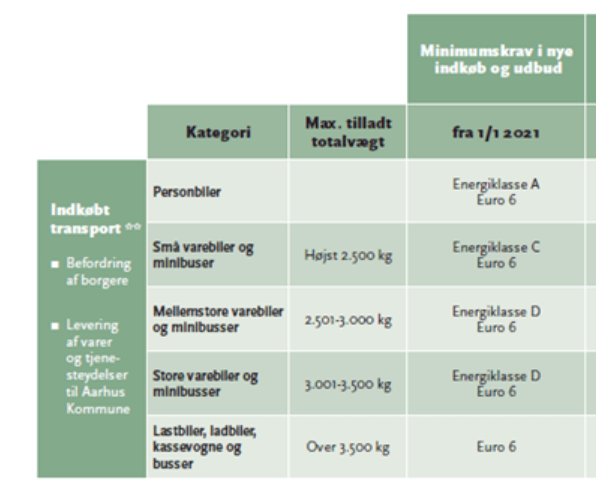 Minimumskrav i nye
indkøb og udbud
Kategori
Max. tilladt
totalvægt
fra 1/1 2021
Indkøbt
transport **
■ Befordring
af borgere
■ Levering
af varer
og tjene-
steydelser
til Aarhus
Kommune
Personbiler
Energiklasse A
Euro 6
Små varebiler og
minibuser
Højst 2.500 kg
Energiklasse C
Euro 6
Mellemstore varebiler
og minibusser
2.501-3.000 kg
Energiklasse D
Euro 6
Store varebiler og
minibusser
3.001-3.500 kg
Energiklasse D
Euro 6
Lastbiler, ladbiler,
kassevogne og
busser
Over 3.500 kg
Euro 6